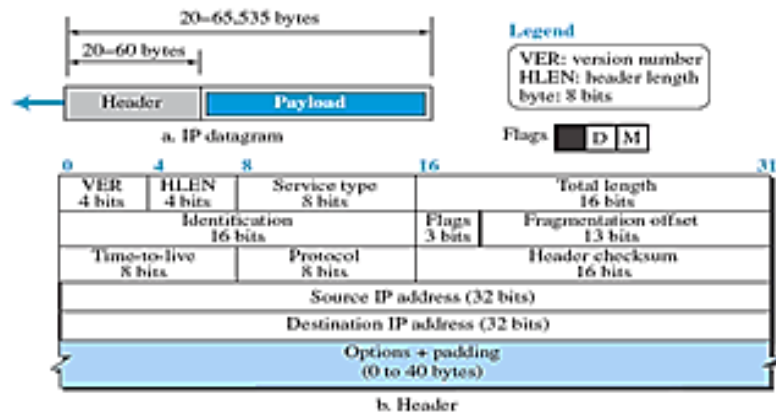 20–65,535 bytes
20–60 bytes
Header
Payload
a. IP datagram
Legend
VER: version number
HLEN: header length
byte: 8 bits
Flags
D
M
0
4
8
16
31
VER
4 bits
HLEN
4 bits
Service type
8 bits
Total length
16 bits
Identification
16 bits
Flags
3 bits
Fragmentation offset
13 bits
Time-to-live
8 bits
Protocol
8 bits
Header checksum
16 bits
Source IP address (32 bits)
Destination IP address (32 bits)
Options + padding
(0 to 40 bytes)
b. Header